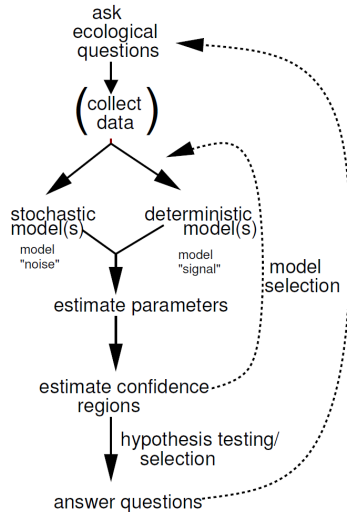 ask
ecological
questions
(collect
data)
stochastic
model(s)
model
"noise"
deterministic
model(s)
model
"signal"
model
selection
estimate parameters
estimate confidence
regions
hypothesis testing/
selection
answer questions